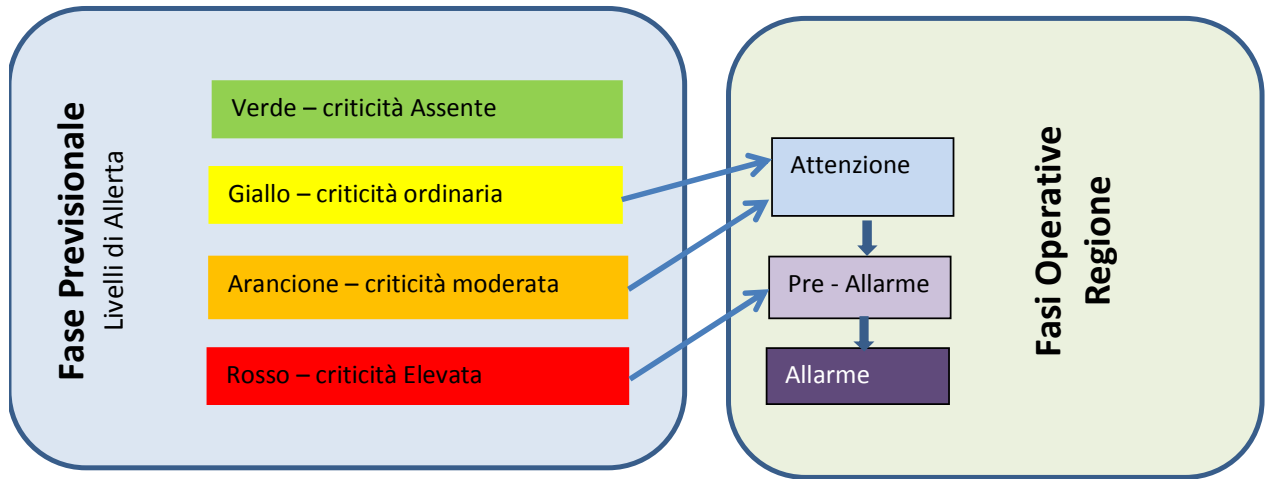 Fase Previsionale
Livelli di Allerta
Verde – criticità Assente
Giallo – criticità ordinaria
Arancione – criticità moderata
Rosso – criticità Elevata
Attenzione
Pre - Allarme
Allarme
Fasi Operative
Regione